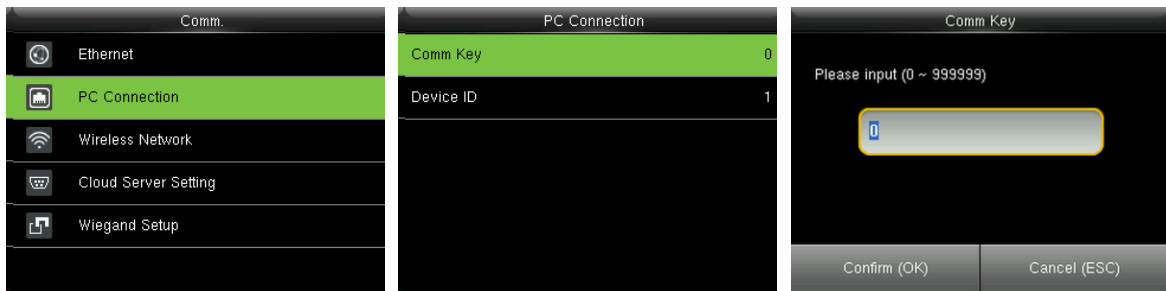 Comm.
Ethernet
PC Connection
Wireless Network
Cloud Server Setting
Wiegand Setup
PC Connection
Comm Key 0
Device ID 1
Comm Key
Please input (0 ~ 999999)
0
Confirm (OK) Cancel (ESC)